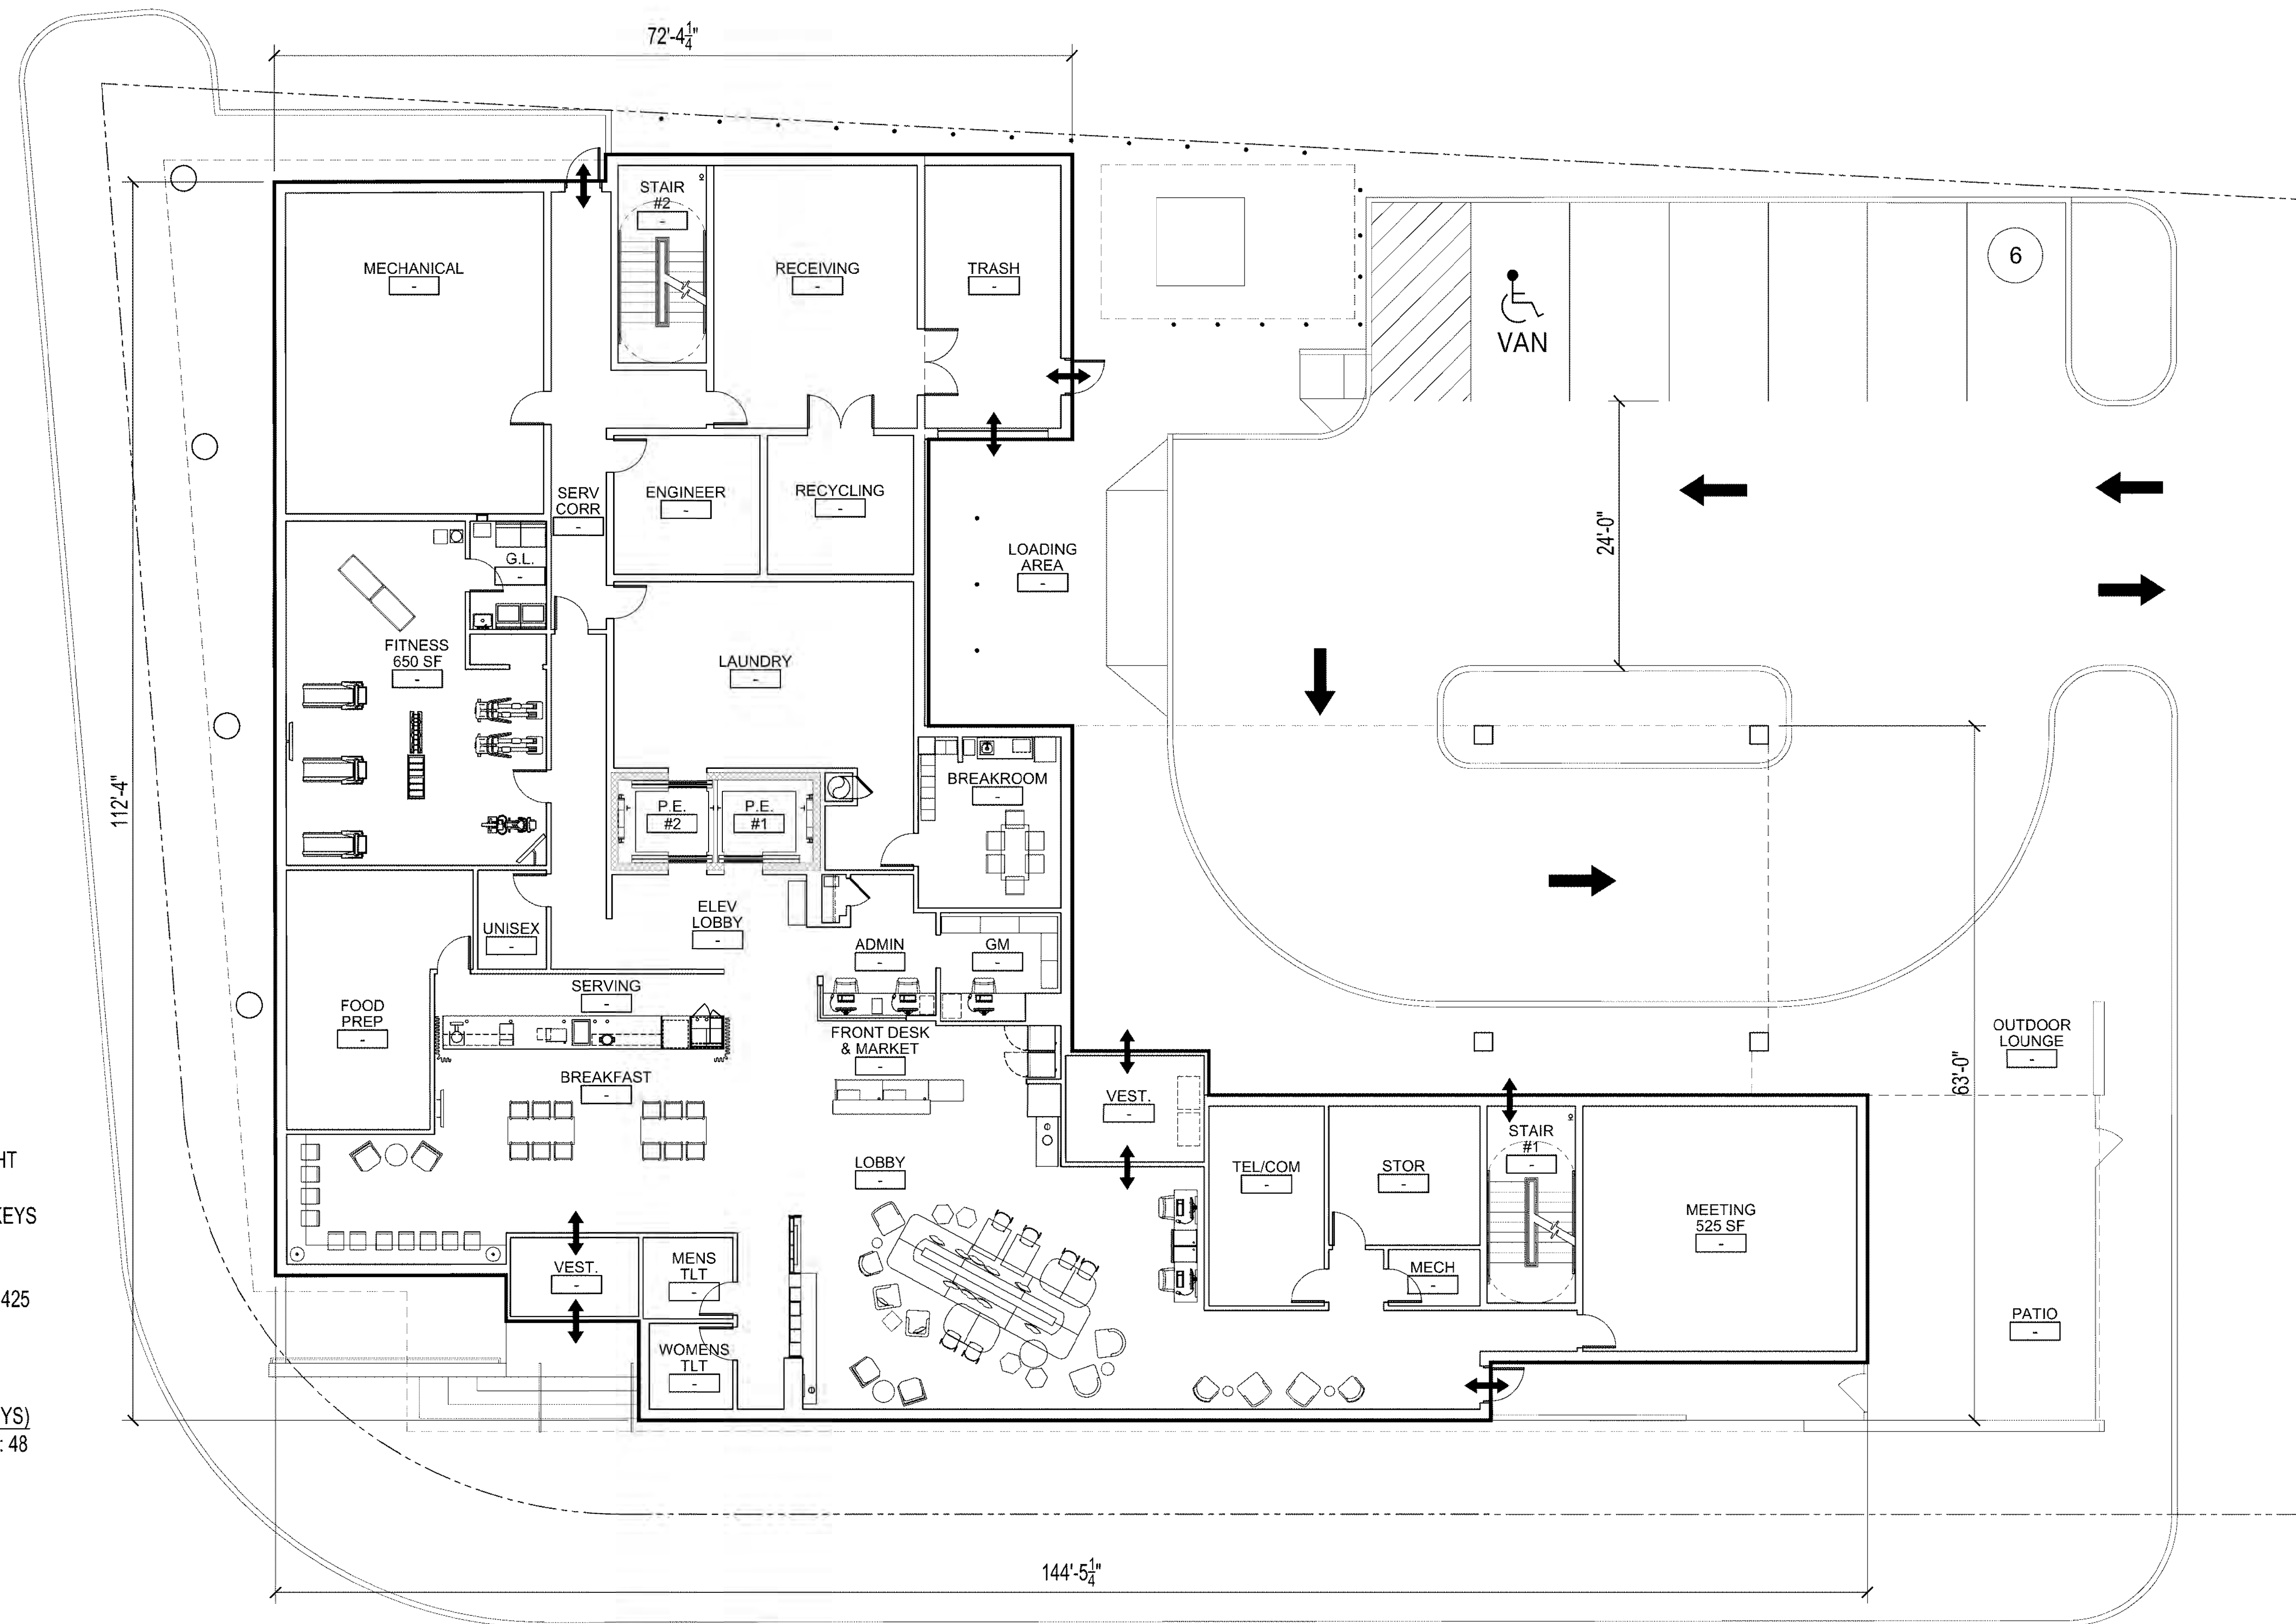 72'-4 1/4"
STAIR
#2
-
MECHANICAL
-
RECEIVING
-
TRASH
-
6
VAN
SERV
CORR
-
ENGINEER
-
RECYCLING
-
24'-0"
G.L.
-
LOADING
AREA
-
FITNESS
650 SF
-
LAUNDRY
-
112'-4"
P.E.
#2
P.E.
#1
BREAKROOM
-
ELEV
LOBBY
-
UNISEX
-
ADMIN
-
GM
-
SERVING
-
FOOD
PREP
-
FRONT DESK
& MARKET
-
OUTDOOR
LOUNGE
-
63'-0"
BREAKFAST
-
VEST.
-
STAIR
#1
-
HT
LOBBY
-
TEL/COM
-
STOR
-
KEYS
MEETING
525 SF
-
MENS
TLT
-
VEST.
-
MECH
-
425
PATIO
-
WOMENS
TLT
-
YS)
: 48
144'-5 1/4"